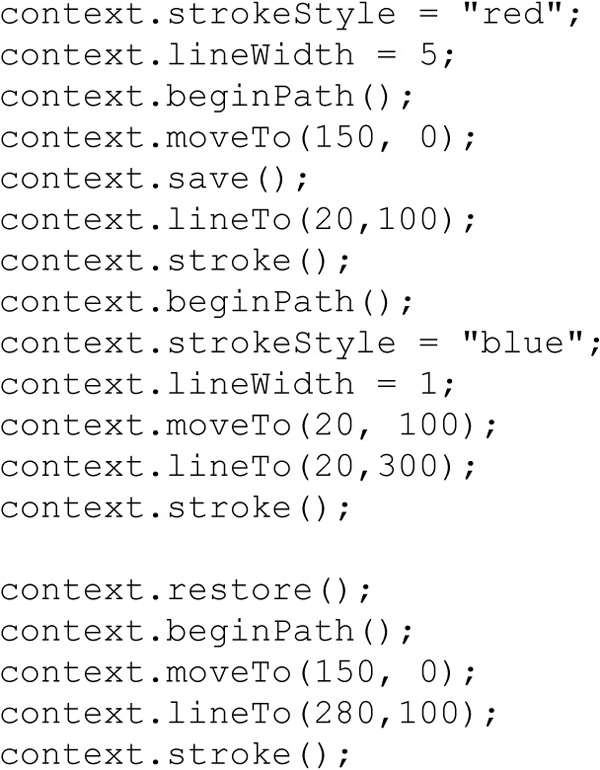 context.strokeStyle = "red";
context.lineWidth = 5;
context.beginPath();
context.moveTo(150, 0);
context.save();
context.lineTo(20,100);
context.stroke();
context.beginPath();
context.strokeStyle = "blue";
context.lineWidth = 1;
context.moveTo(20, 100);
context.lineTo(20,300);
context.stroke();

context.restore();
context.beginPath();
context.moveTo(150, 0);
context.lineTo(280,100);
context.stroke();